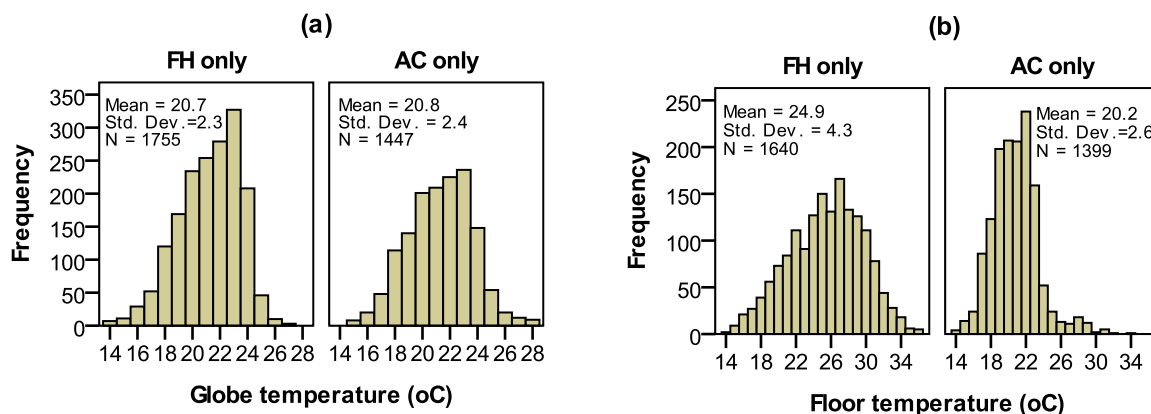 (a)
FH only
AC only
Mean = 20.7
Std. Dev.=2.3
N = 1755
Mean = 20.8
Std. Dev. = 2.4
N = 1447
350
300
250
200
150
100
50
0
Frequency
14 16 18 20 22 24 26 28
14 16 18 20 22 24 26 28
Globe temperature (oC)
(b)
FH only
AC only
Mean = 24.9
Std. Dev. = 4.3
N = 1640
Mean = 20.2
Std. Dev.=2.6
N = 1399
250
200
150
100
50
0
Frequency
14 18 22 26 30 34
14 18 22 26 30 34
Floor temperature (oC)